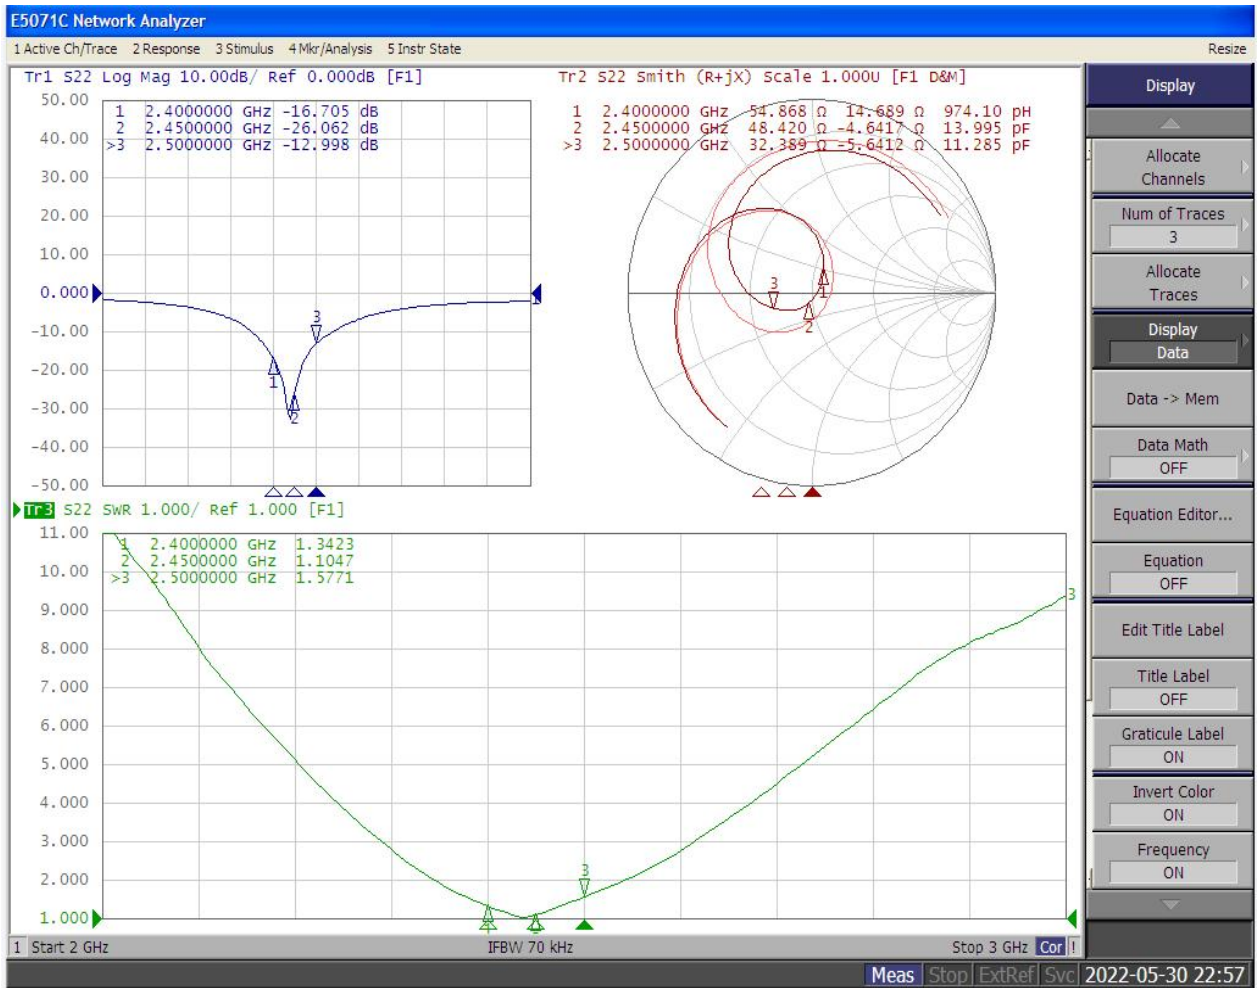 E5071C Network Analyzer
1 Active Ch/Trace 2 Response 3 Stimulus 4 Mkr/Analysis 5 Instr State Resize
Tr1 S22 Log Mag 10.00dB/ Ref 0.000dB [F1]
50.00
40.00
30.00
20.00
10.00
0.000
-10.00
-20.00
-30.00
-40.00
-50.00
1 2.4000000 GHz -16.705 dB
2 2.4500000 GHz -26.062 dB
>3 2.5000000 GHz -12.998 dB
1
2
3
1
Tr2 S22 Smith (R+jX) Scale 1.000U [F1 D&M]
1 2.4000000 GHz 54.868 Ω 14.689 Ω 974.10 pH
2 2.4500000 GHz 48.420 Ω -4.6417 Ω 13.995 pF
>3 2.5000000 GHz 32.389 Ω -5.6412 Ω 11.285 pF
3
1
2
Tr3 S22 SWR 1.000/ Ref 1.000 [F1]
11.00
10.00
9.000
8.000
7.000
6.000
5.000
4.000
3.000
2.000
1.000
1 2.4000000 GHz 1.3423
2 2.4500000 GHz 1.1047
>3 2.5000000 GHz 1.5771
3
3
1 Start 2 GHz IFBW 70 kHz Stop 3 GHz Cor !
Display
Allocate
Channels
Num of Traces
3
Allocate
Traces
Display
Data
Data -> Mem
Data Math
OFF
Equation Editor...
Equation
OFF
Edit Title Label
Title Label
OFF
Graticule Label
ON
Invert Color
ON
Frequency
ON
Meas Stop ExtRef Svc 2022-05-30 22:57